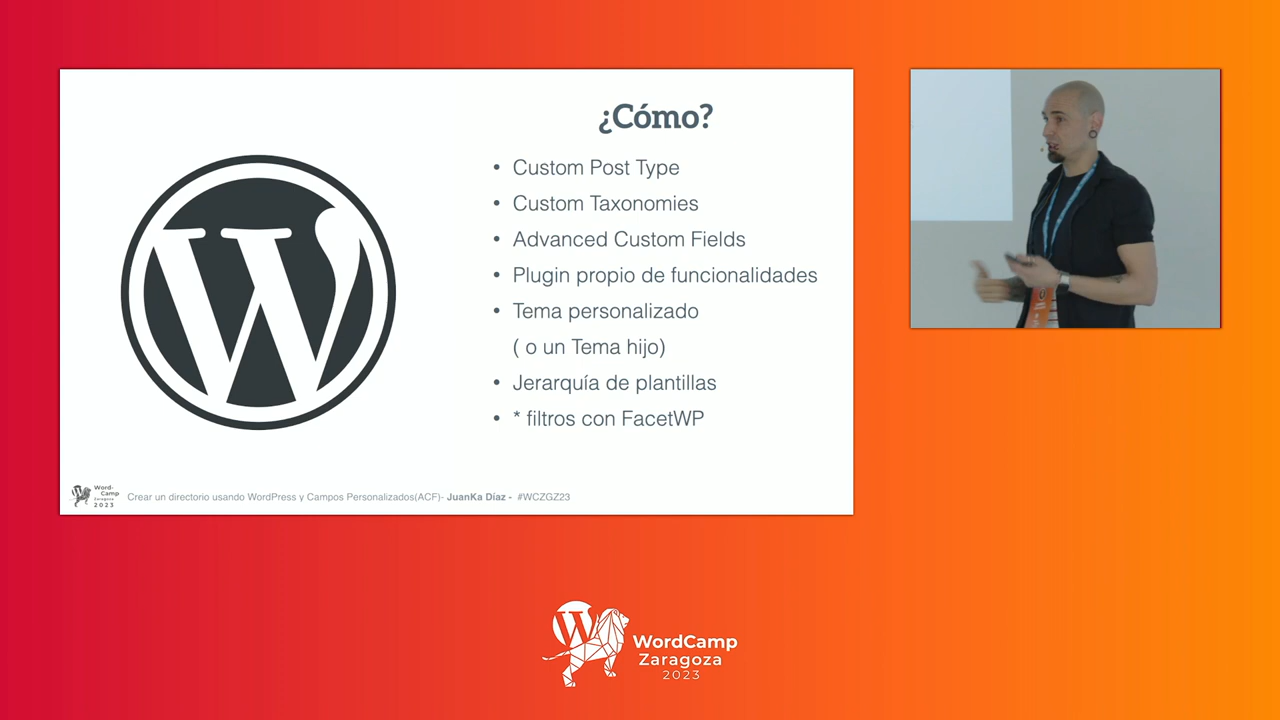 ¿Cómo?
• Custom Post Type
• Custom Taxonomies
• Advanced Custom Fields
• Plugin propio de funcionalidades
• Tema personalizado
( o un Tema hijo)
• Jerarquía de plantillas
• * filtros con FacetWP
Word-
Camp
Zaragoza
2023
Crear un directorio usando WordPress y Campos Personalizados(ACF)- JuanKa Díaz - #WCZGZ23
WordCamp
Zaragoza
2023